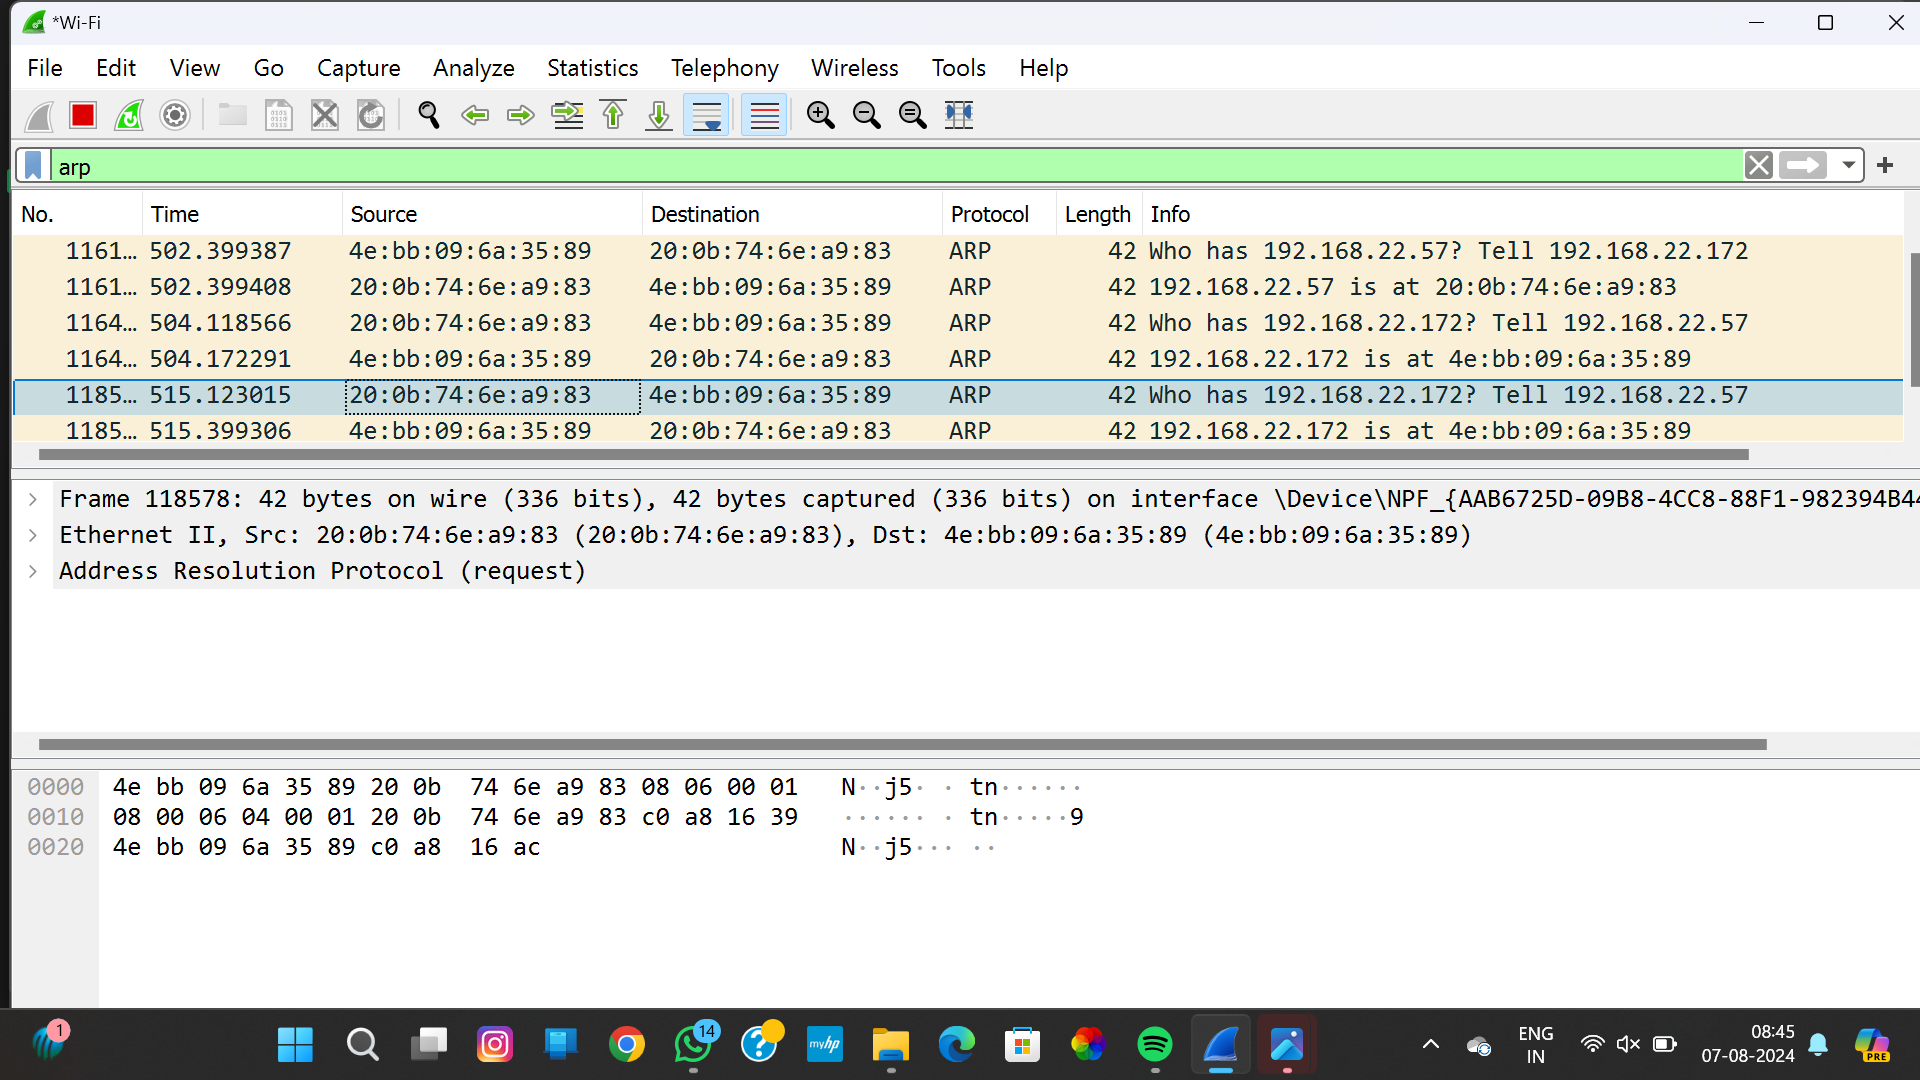 *Wi-Fi
File Edit View Go Capture Analyze Statistics Telephony Wireless Tools Help
arp
No. Time Source Destination Protocol Length Info
1161… 502.399387 4e:bb:09:6a:35:89 20:0b:74:6e:a9:83 ARP 42 Who has 192.168.22.57? Tell 192.168.22.172
1161… 502.399408 20:0b:74:6e:a9:83 4e:bb:09:6a:35:89 ARP 42 192.168.22.57 is at 20:0b:74:6e:a9:83
1164… 504.118566 20:0b:74:6e:a9:83 4e:bb:09:6a:35:89 ARP 42 Who has 192.168.22.172? Tell 192.168.22.57
1164… 504.172291 4e:bb:09:6a:35:89 20:0b:74:6e:a9:83 ARP 42 192.168.22.172 is at 4e:bb:09:6a:35:89
1185… 515.123015 20:0b:74:6e:a9:83 4e:bb:09:6a:35:89 ARP 42 Who has 192.168.22.172? Tell 192.168.22.57
1185… 515.399306 4e:bb:09:6a:35:89 20:0b:74:6e:a9:83 ARP 42 192.168.22.172 is at 4e:bb:09:6a:35:89
Frame 118578: 42 bytes on wire (336 bits), 42 bytes captured (336 bits) on interface \Device\NPF_{AAB6725D-09B8-4CC8-88F1-982394B44
Ethernet II, Src: 20:0b:74:6e:a9:83 (20:0b:74:6e:a9:83), Dst: 4e:bb:09:6a:35:89 (4e:bb:09:6a:35:89)
Address Resolution Protocol (request)
0000 4e bb 09 6a 35 89 20 0b 74 6e a9 83 08 06 00 01 N··j5· · tn······
0010 08 00 06 04 00 01 20 0b 74 6e a9 83 c0 a8 16 39 ······ · tn·····9
0020 4e bb 09 6a 35 89 c0 a8 16 ac N··j5··· ··
1
14
myhp
ENG
IN
08:45
07-08-2024
PRE